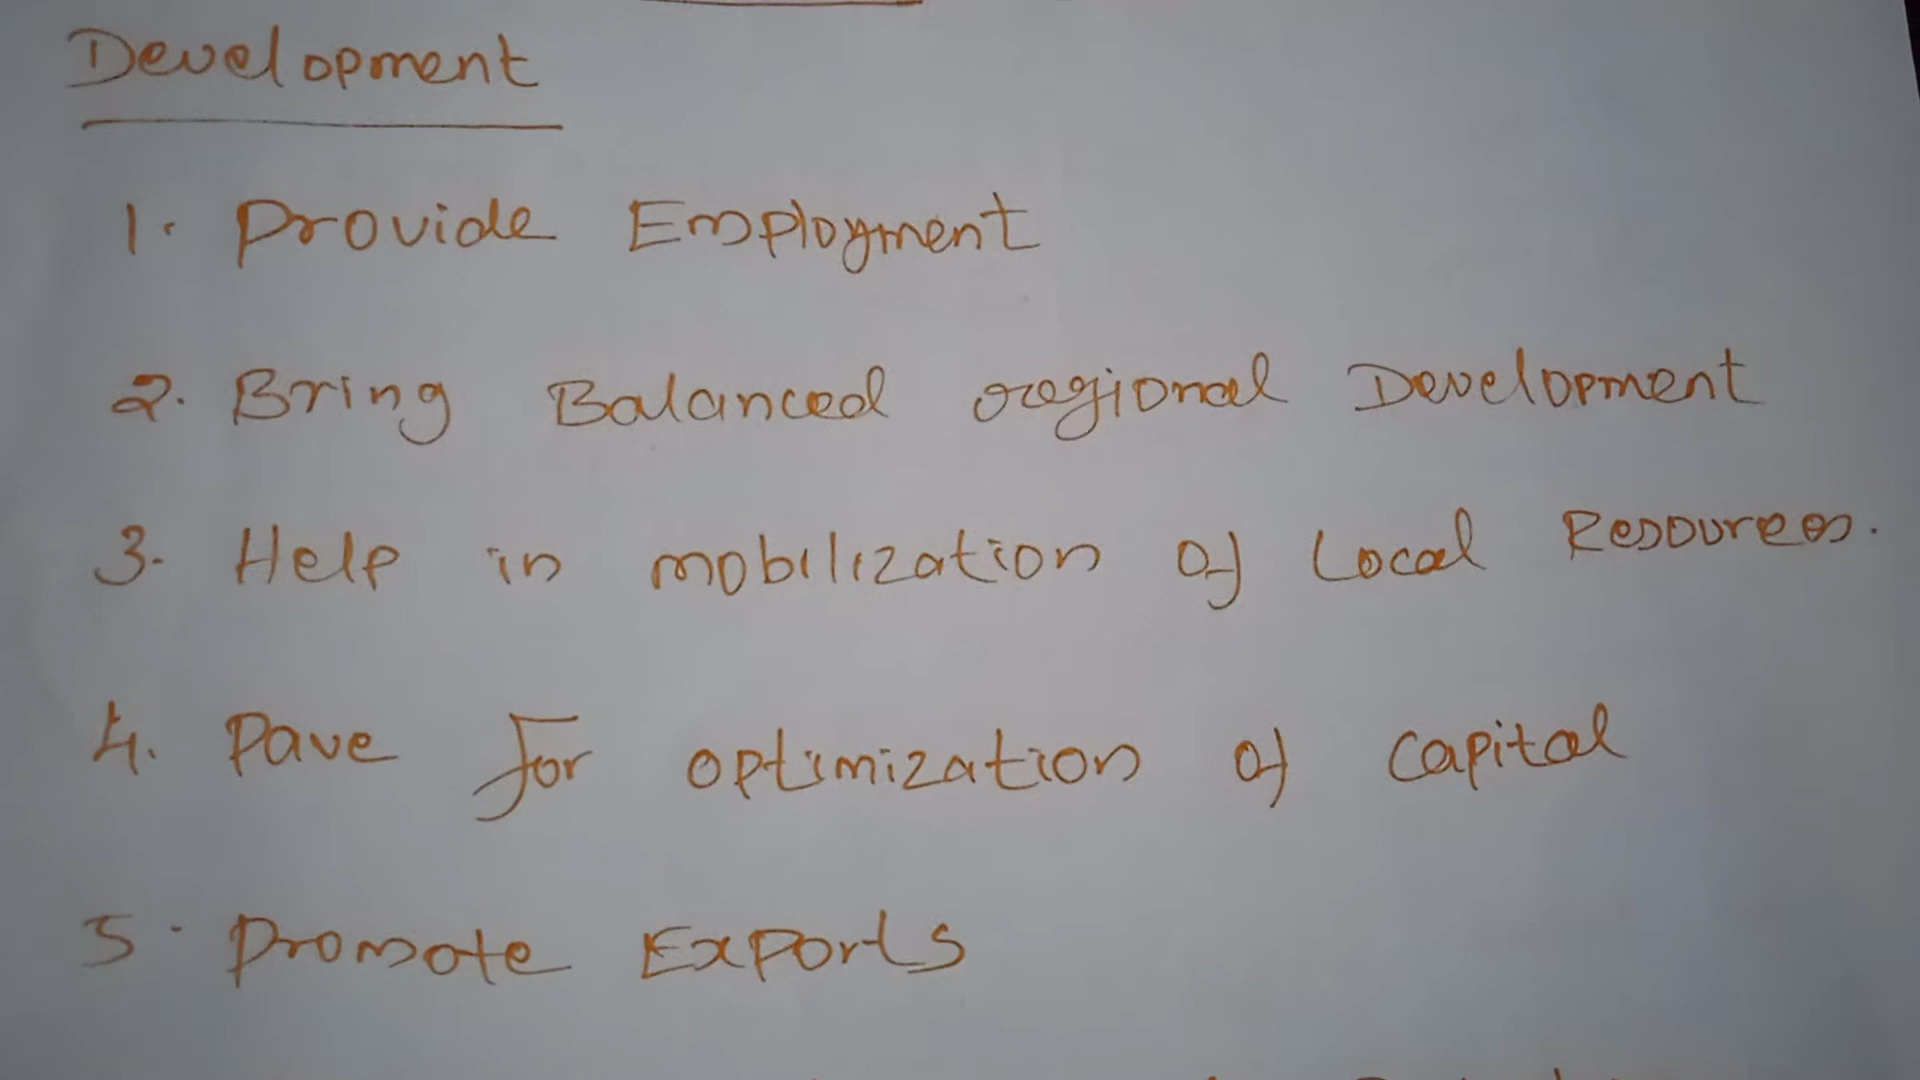 Development
1. Provide Employment
2. Bring Balanced regional Development
3. Help in mobilization of Local Resources.
4. Pave for optimization of capital
5. Promote Exports